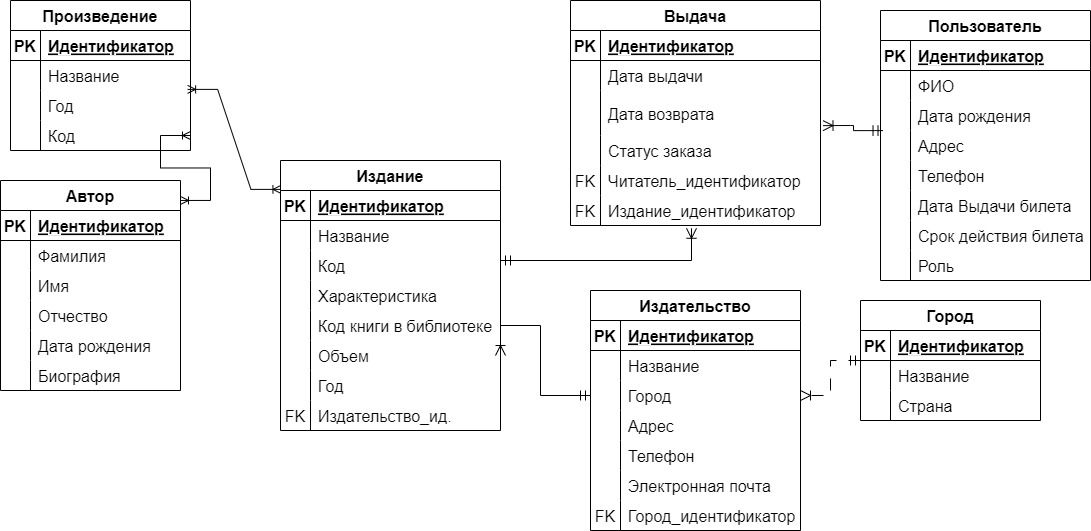 Произведение
PK Идентификатор
Название
Год
Код
Автор
PK Идентификатор
Фамилия
Имя
Отчество
Дата рождения
Биография
Издание
PK Идентификатор
Название
Код
Характеристика
Код книги в библиотеке
Объем
Год
FK Издательство_ид.
Выдача
PK Идентификатор
Дата выдачи
Дата возврата
Статус заказа
FK Читатель_идентификатор
FK Издание_идентификатор
Пользователь
PK Идентификатор
ФИО
Дата рождения
Адрес
Телефон
Дата Выдачи билета
Срок действия билета
Роль
Издательство
PK Идентификатор
Название
Город
Адрес
Телефон
Электронная почта
FK Город_идентификатор
Город
PK Идентификатор
Название
Страна